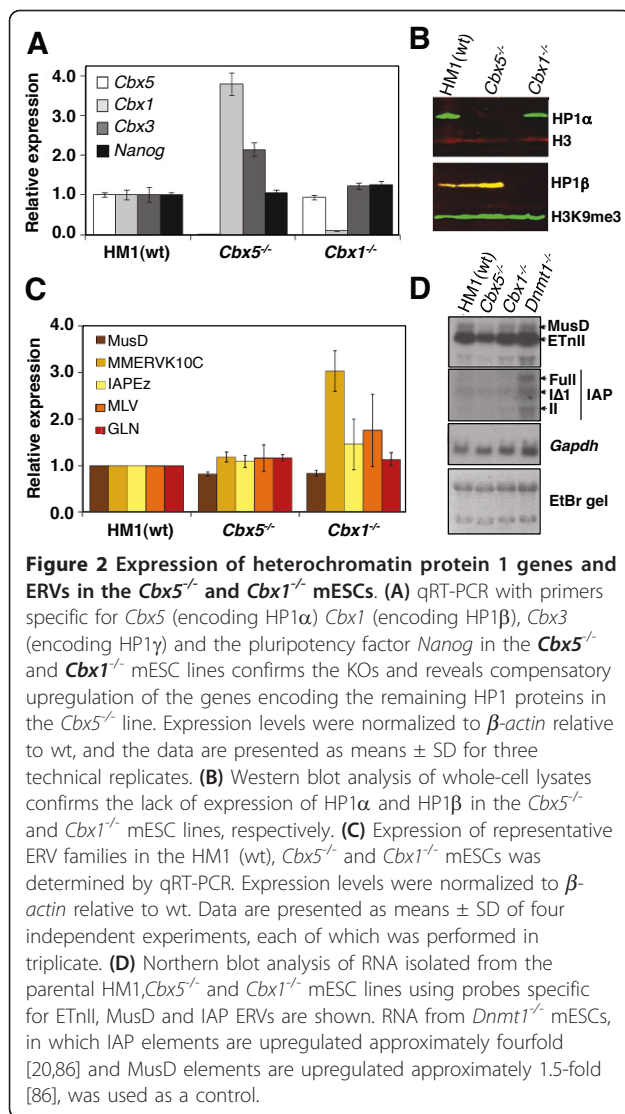 A
Relative expression
4.0
3.0
2.0
1.0
0.0
Cbx5
Cbx1
Cbx3
Nanog
HM1(wt)
Cbx5-/-
Cbx1-/-
B
HM1(wt)
Cbx5-/-
Cbx1-/-
HP1α
H3
HP1β
H3K9me3
C
Relative expression
4.0
3.0
2.0
1.0
0.0
MusD
MMERVK10C
IAPEz
MLV
GLN
HM1(wt)
Cbx5-/-
Cbx1-/-
D
HM1(wt)
Cbx5-/-
Cbx1-/-
Dnmt1-/-
MusD
ETnII
Full
IΔ1
II
IAP
Gapdh
EtBr gel
Figure 2 Expression of heterochromatin protein 1 genes and
ERVs in the Cbx5-/- and Cbx1-/- mESCs. (A) qRT-PCR with primers
specific for Cbx5 (encoding HP1α) Cbx1 (encoding HP1β), Cbx3
(encoding HP1γ) and the pluripotency factor Nanog in the Cbx5-/-
and Cbx1-/- mESC lines confirms the KOs and reveals compensatory
upregulation of the genes encoding the remaining HP1 proteins in
the Cbx5-/- line. Expression levels were normalized to β-actin relative
to wt, and the data are presented as means ± SD for three
technical replicates. (B) Western blot analysis of whole-cell lysates
confirms the lack of expression of HP1α and HP1β in the Cbx5-/-
and Cbx1-/- mESC lines, respectively. (C) Expression of representative
ERV families in the HM1 (wt), Cbx5-/- and Cbx1-/- mESCs was
determined by qRT-PCR. Expression levels were normalized to β-
actin relative to wt. Data are presented as means ± SD of four
independent experiments, each of which was performed in
triplicate. (D) Northern blot analysis of RNA isolated from the
parental HM1,Cbx5-/- and Cbx1-/- mESC lines using probes specific
for ETnII, MusD and IAP ERVs are shown. RNA from Dnmt1-/- mESCs,
in which IAP elements are upregulated approximately fourfold
[20,86] and MusD elements are upregulated approximately 1.5-fold
[86], was used as a control.